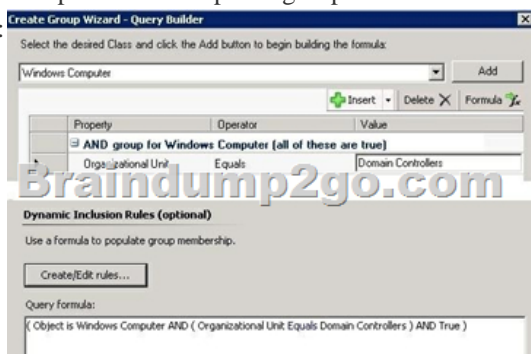 Create Group Wizard - Query Builder
Select the desired Class and click the Add button to begin building the formula:
Windows Computer
Add
Insert Delete Formula
Property Operator Value
AND group for Windows Computer (all of these are true)
Organizational Unit Equals Domain Controllers
Braindump2go.com
Dynamic Inclusion Rules (optional)
Use a formula to populate group membership.
Create/Edit rules...
Query formula:
( Object is Windows Computer AND ( Organizational Unit Equals Domain Controllers ) AND True )